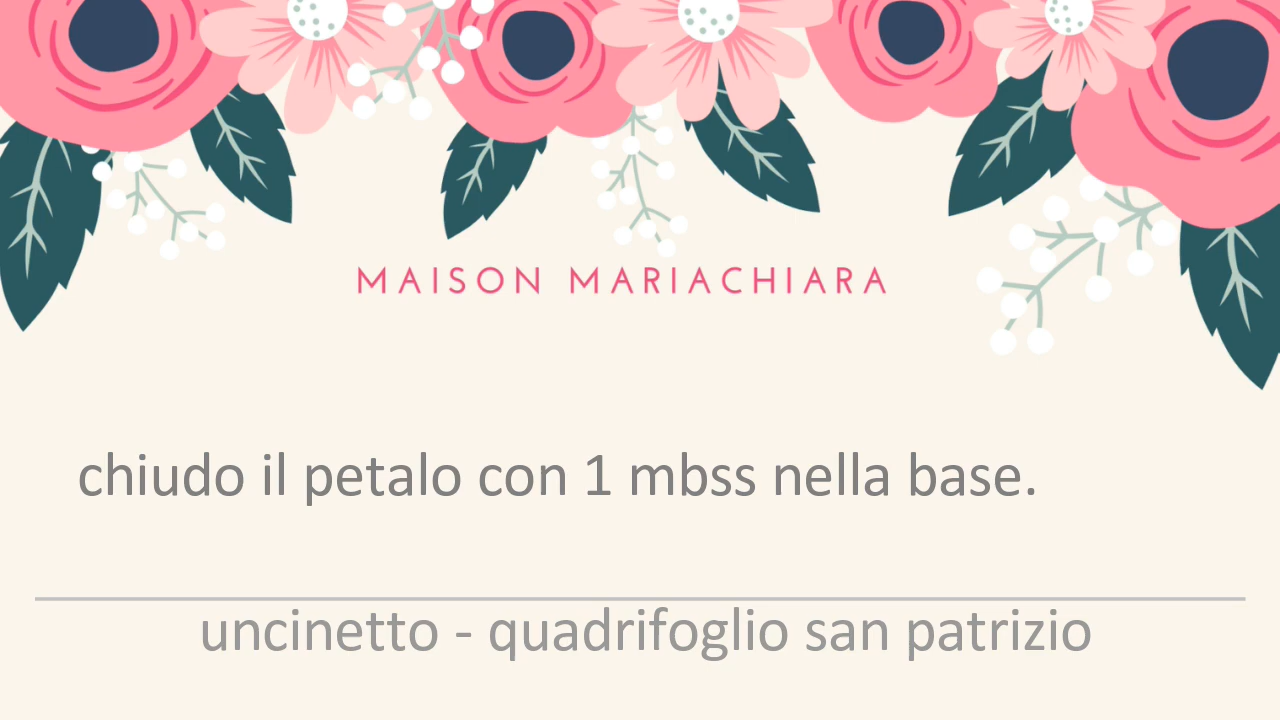 MAISON MARIACHIARA
chiudo il petalo con 1 mbss nella base.
uncinetto - quadrifoglio san patrizio